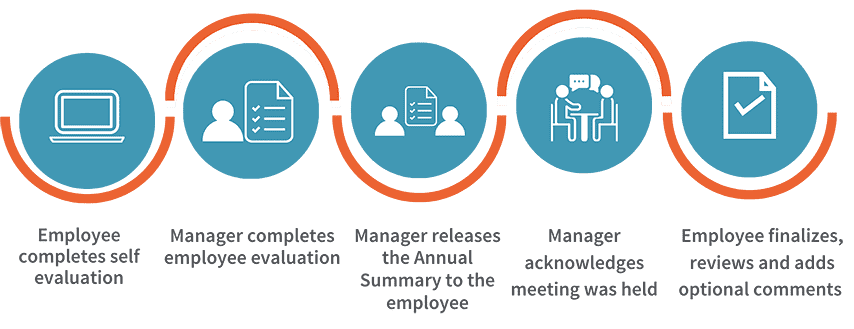 Employee
completes self
evaluation
Manager completes
employee evaluation
Manager releases
the Annual
Summary to the
employee
Manager
acknowledges
meeting was held
Employee finalizes,
reviews and adds
optional comments